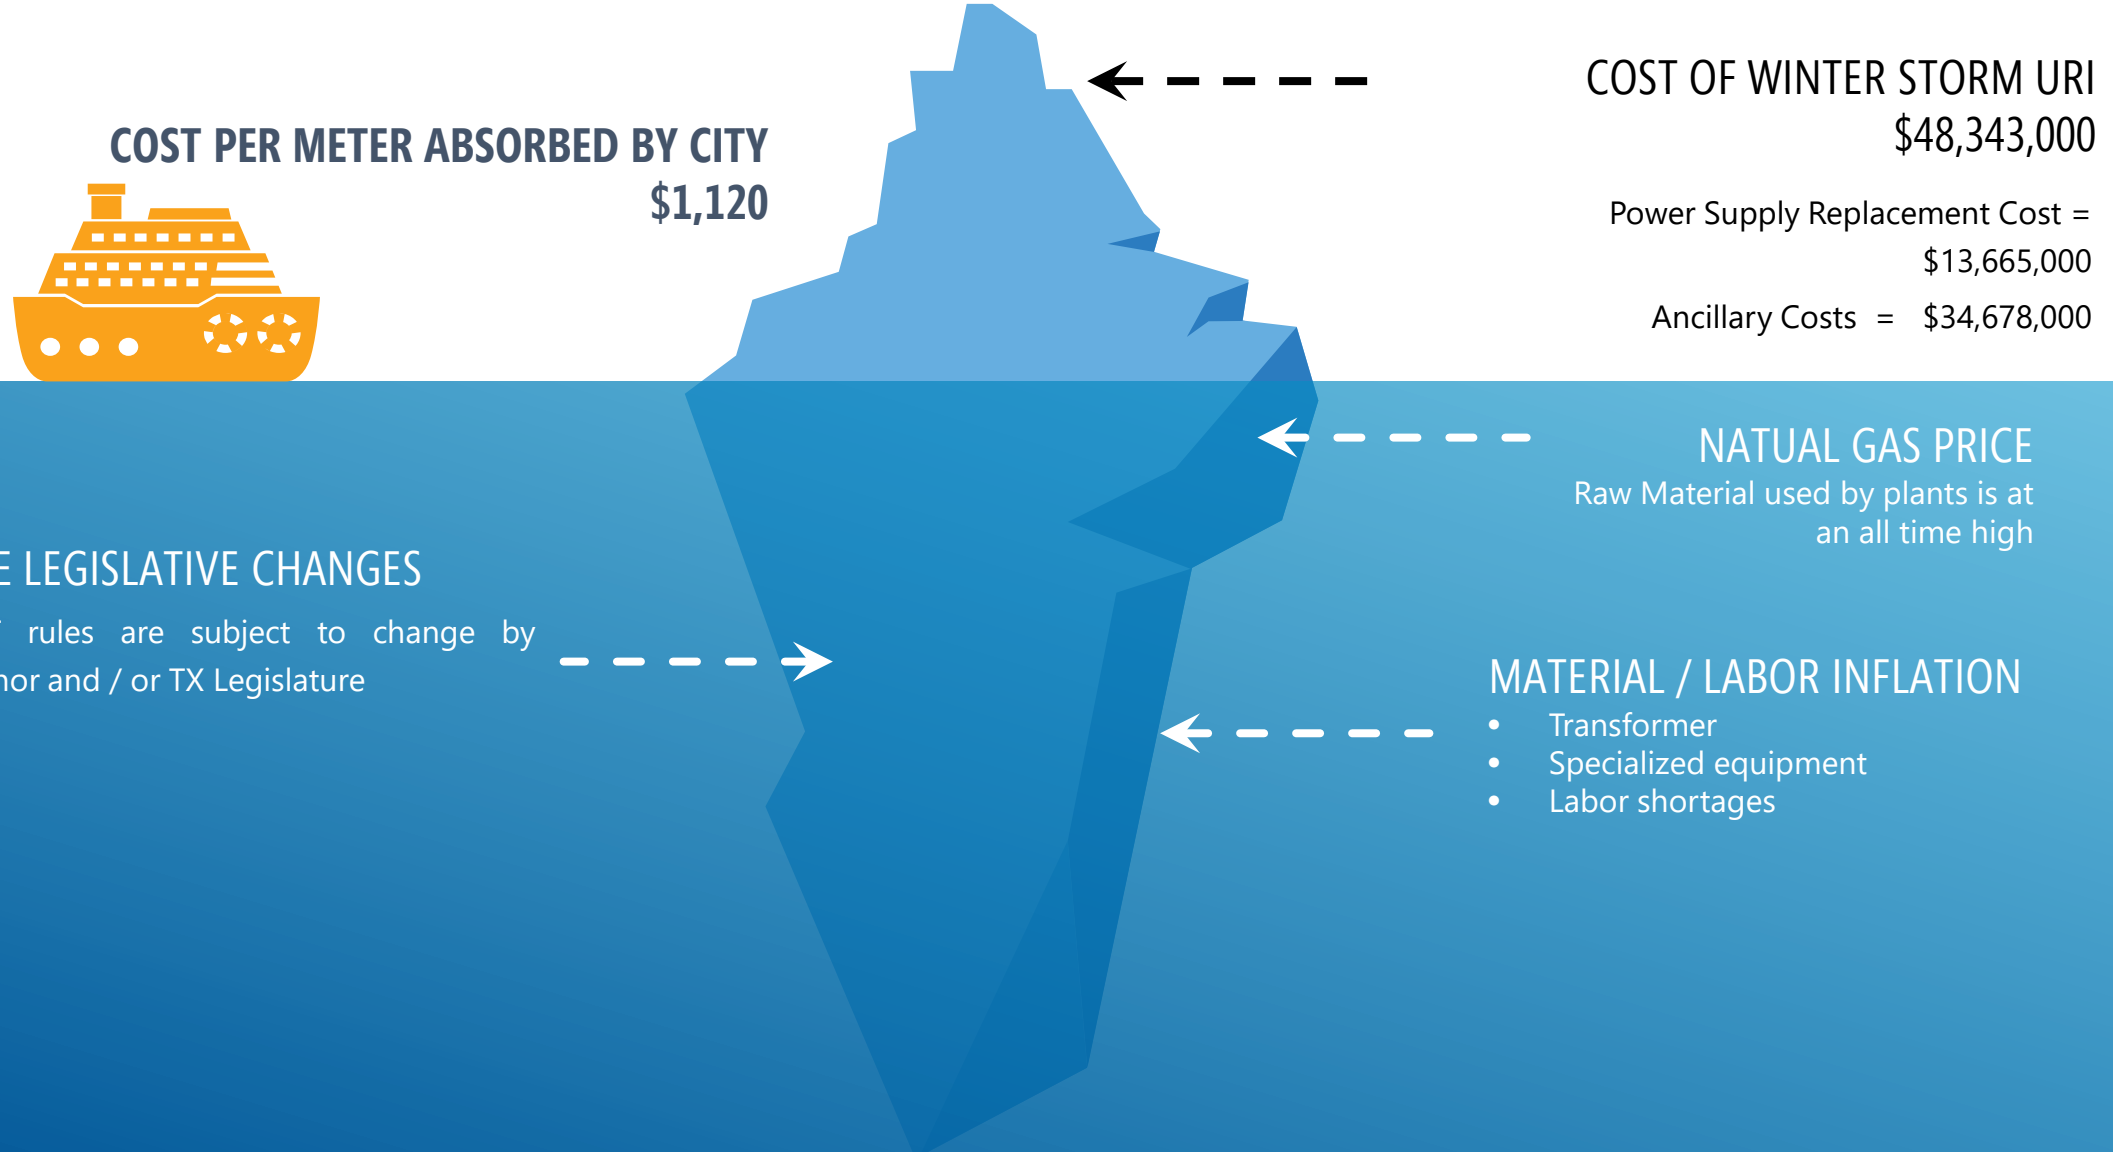 COST OF WINTER STORM URI
$48,343,000
Power Supply Replacement Cost =
$13,665,000
Ancillary Costs = $34,678,000
COST PER METER ABSORBED BY CITY
$1,120
NATUAL GAS PRICE
Raw Material used by plants is at
an all time high
LEGISLATIVE CHANGES
rules are subject to change by
and / or TX Legislature
MATERIAL / LABOR INFLATION
• Transformer
• Specialized equipment
• Labor shortages